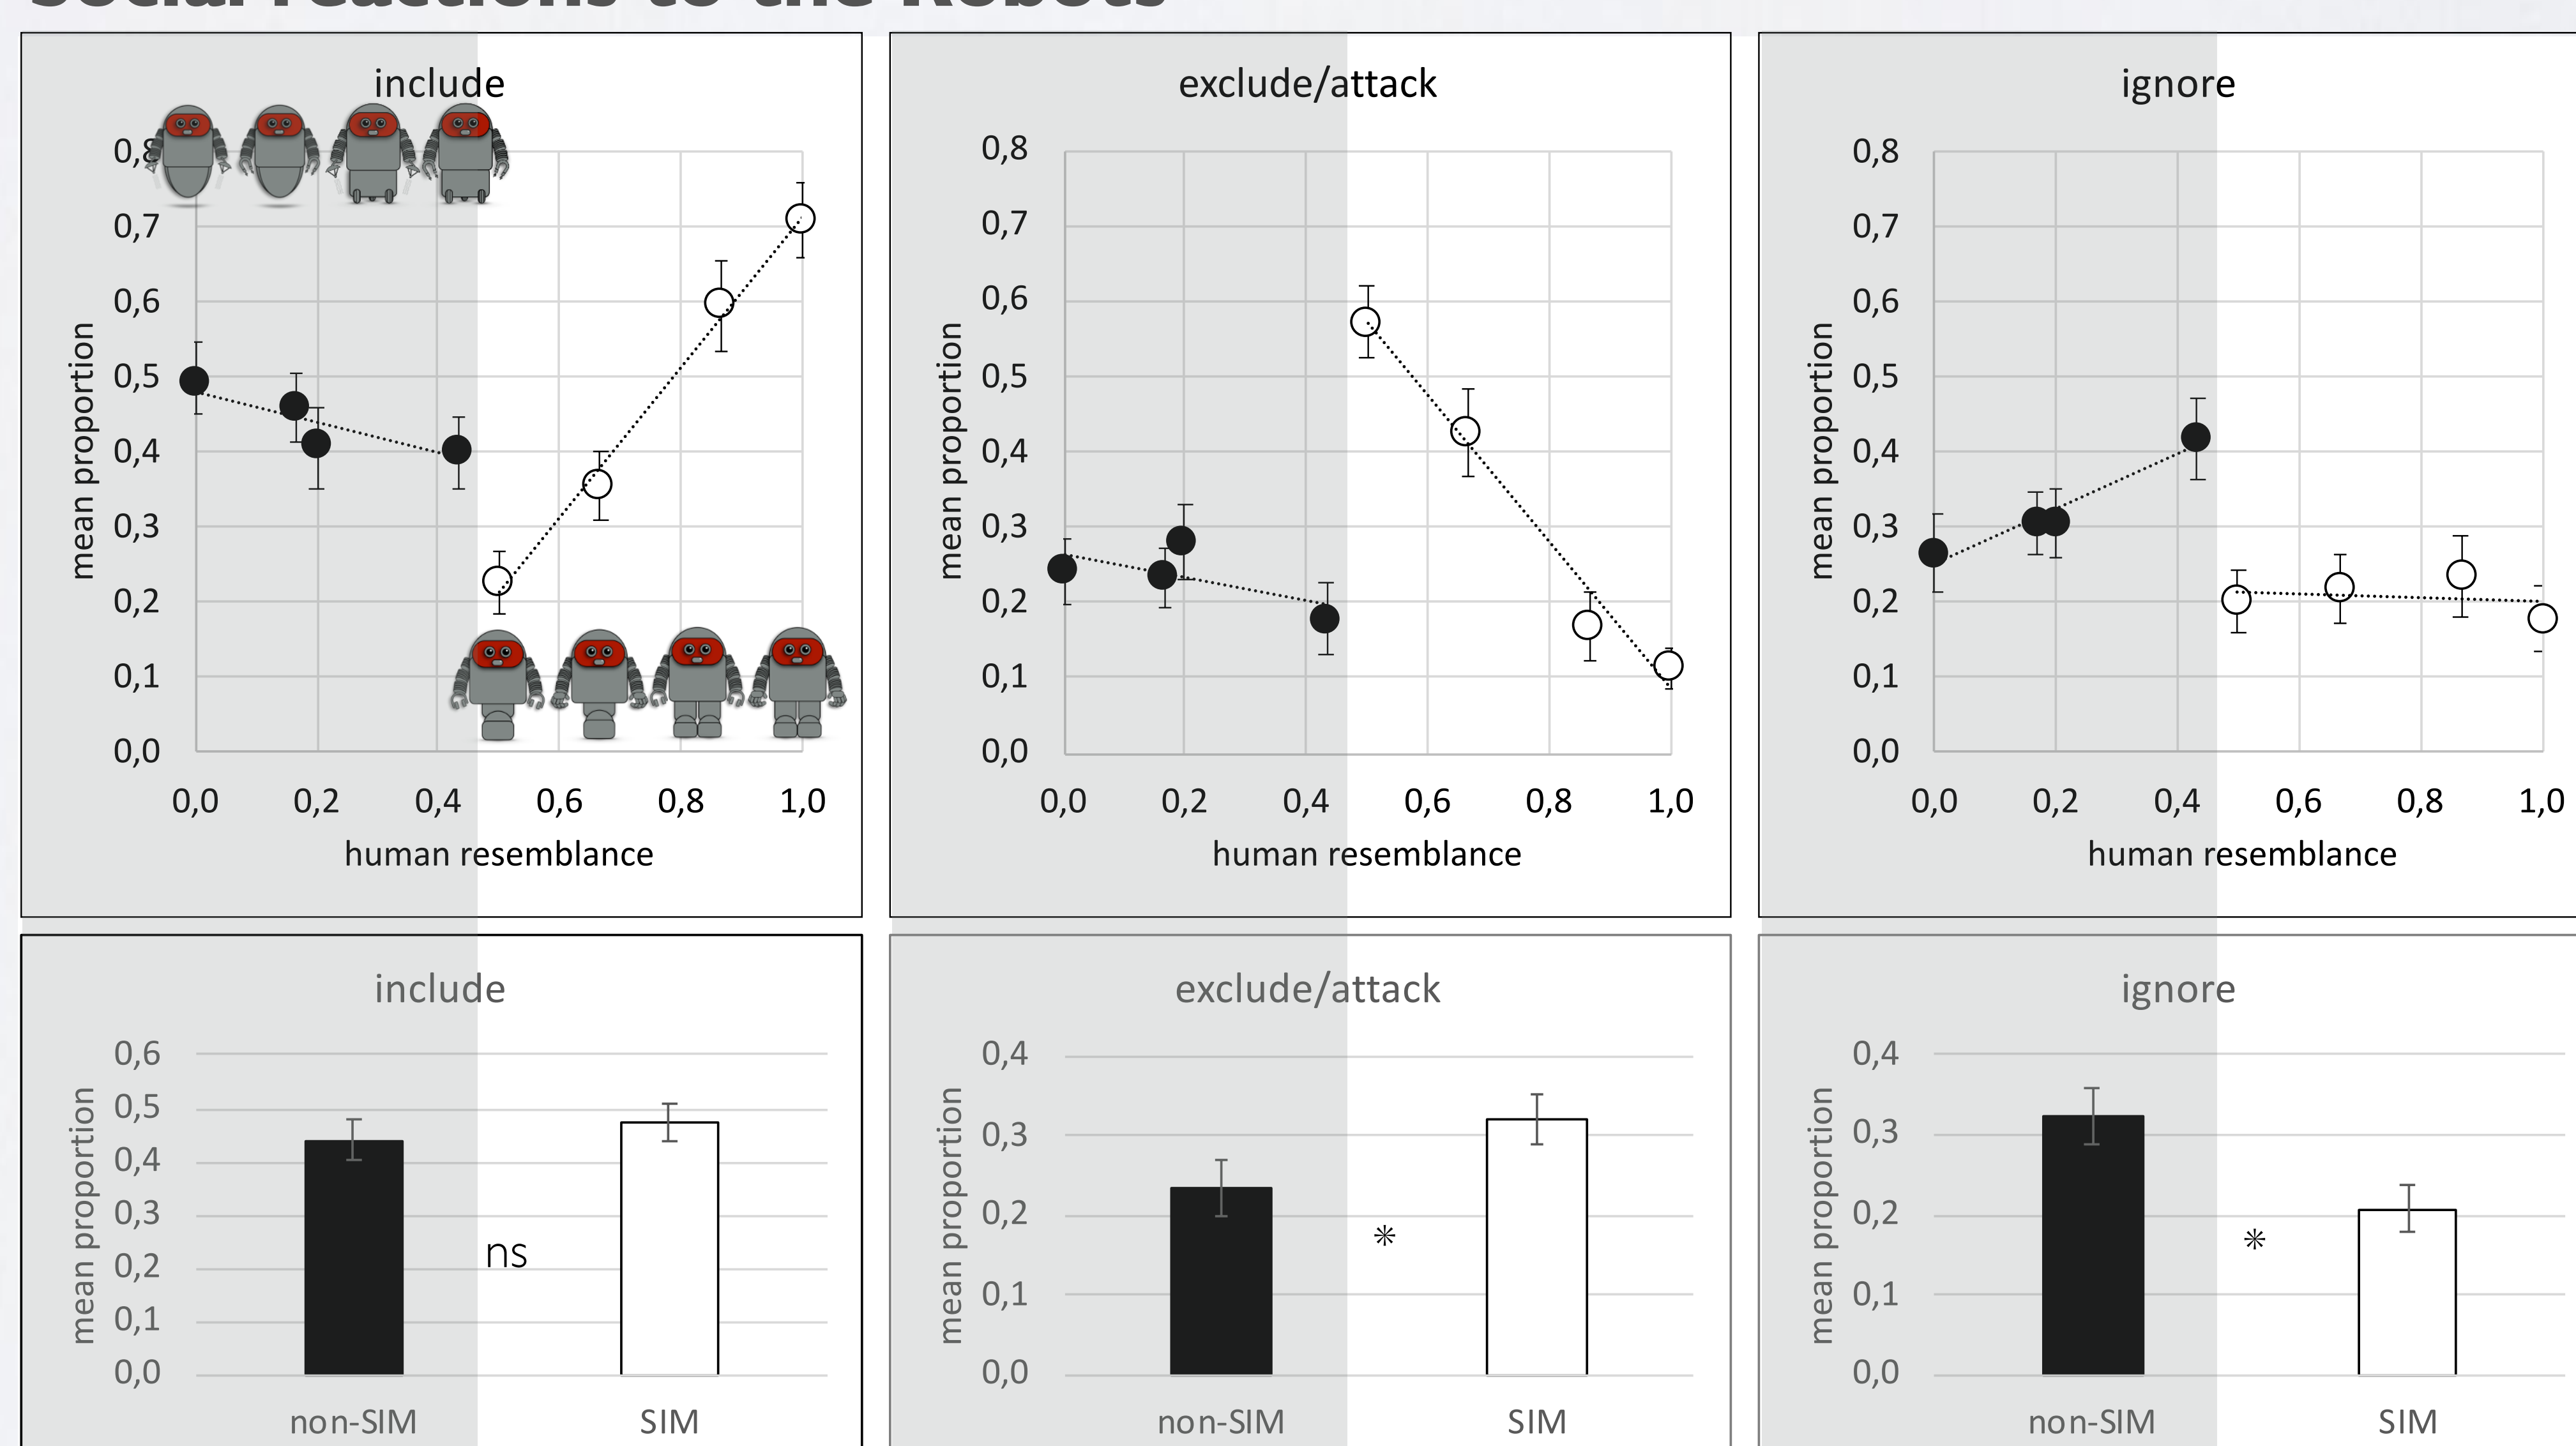 Social reactions to the Robots
include
0,8
0,7
0,6
0,5
0,4
0,3
0,2
0,1
0,0
mean proportion
0,0 0,2 0,4 0,6 0,8 1,0
human resemblance
exclude/attack
0,8
0,7
0,6
0,5
0,4
0,3
0,2
0,1
0,0
mean proportion
0,0 0,2 0,4 0,6 0,8 1,0
human resemblance
ignore
0,8
0,7
0,6
0,5
0,4
0,3
0,2
0,1
0,0
mean proportion
0,0 0,2 0,4 0,6 0,8 1,0
human resemblance
include
0,6
0,5
0,4
0,3
0,2
0,1
0,0
mean proportion
ns
non-SIM SIM
exclude/attack
0,4
0,3
0,2
0,1
0,0
mean proportion
*
non-SIM SIM
ignore
0,4
0,3
0,2
0,1
0,0
mean proportion
*
non-SIM SIM